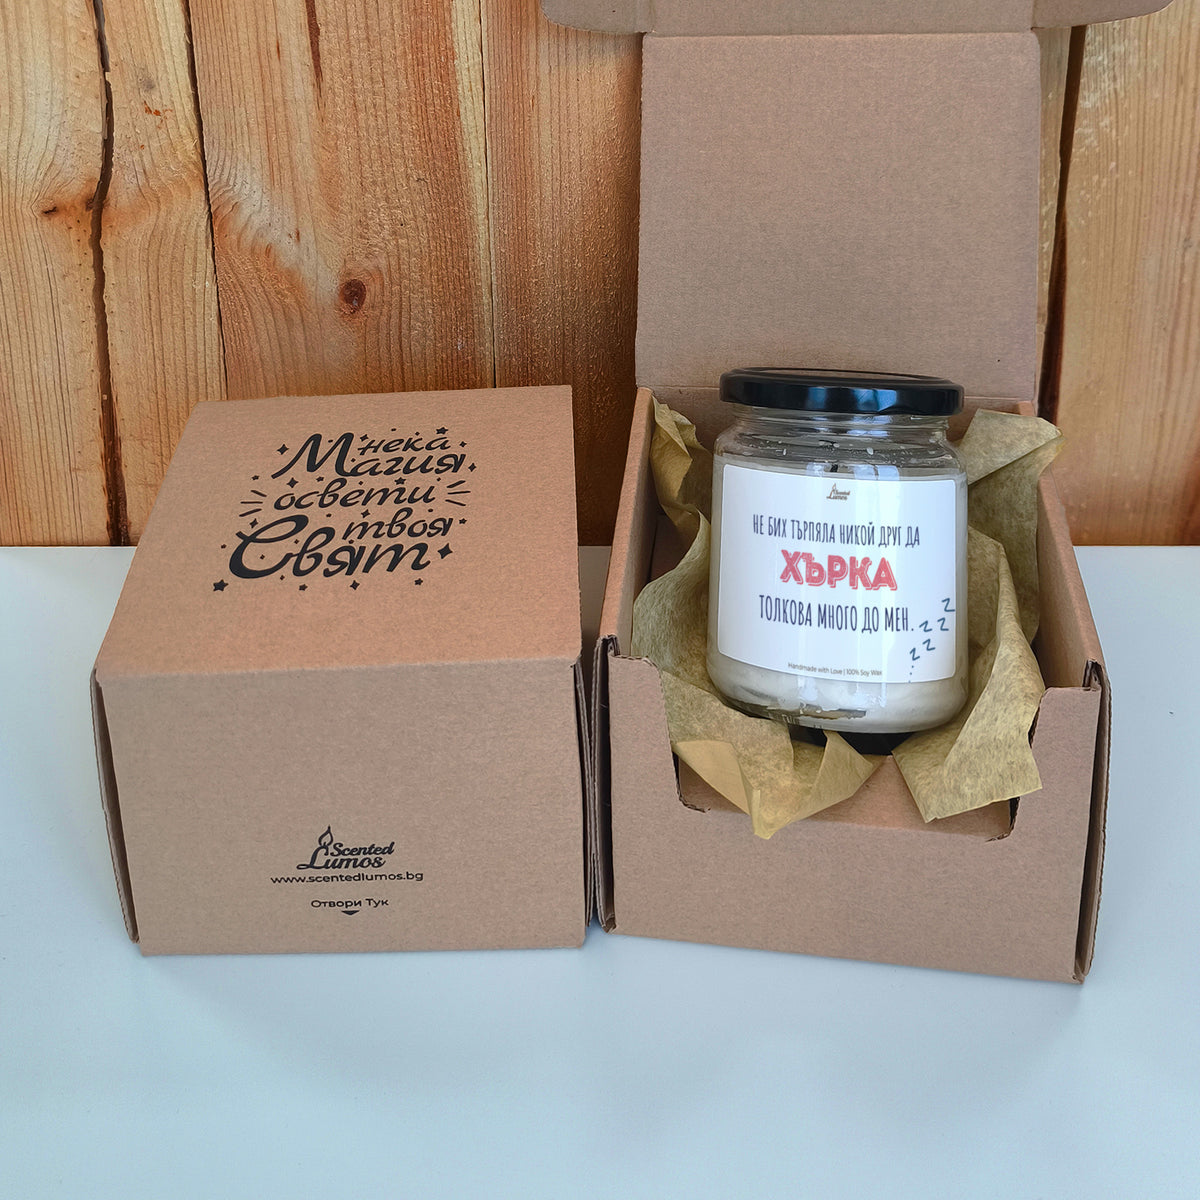 нека
Магия
освети
твоя
Свят
Scented
Lumos
www.scentedlumos.bg
Отвори Тук
Scented
Lumos
НЕ БИХ ТЪРПЯЛА НИКОЙ ДРУГ ДА
ХЪРКА
ТОЛКОВА МНОГО ДО МЕН.
z z z z z
Handmade with Love | 100% Soy Wax